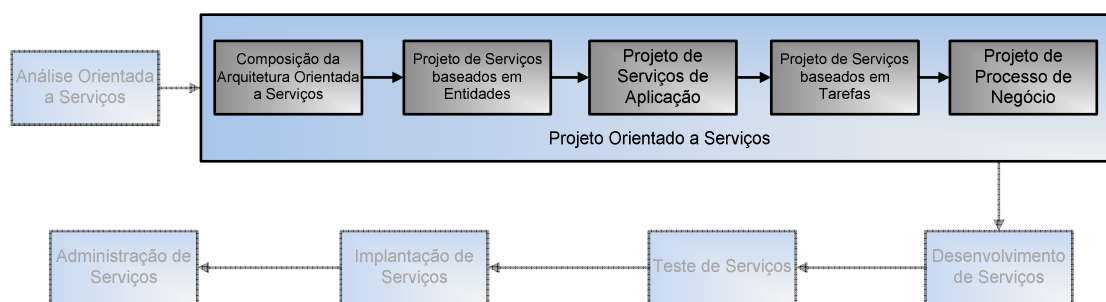 Análise Orientada
a Serviços
Composição da
Arquitetura Orientada
a Serviços
Projeto de Serviços
baseados em
Entidades
Projeto de
Serviços de
Aplicação
Projeto de Serviços
baseados em
Tarefas
Projeto de
Processo de
Negócio
Projeto Orientado a Serviços
Administração de
Serviços
Implantação de
Serviços
Teste de Serviços
Desenvolvimento
de Serviços